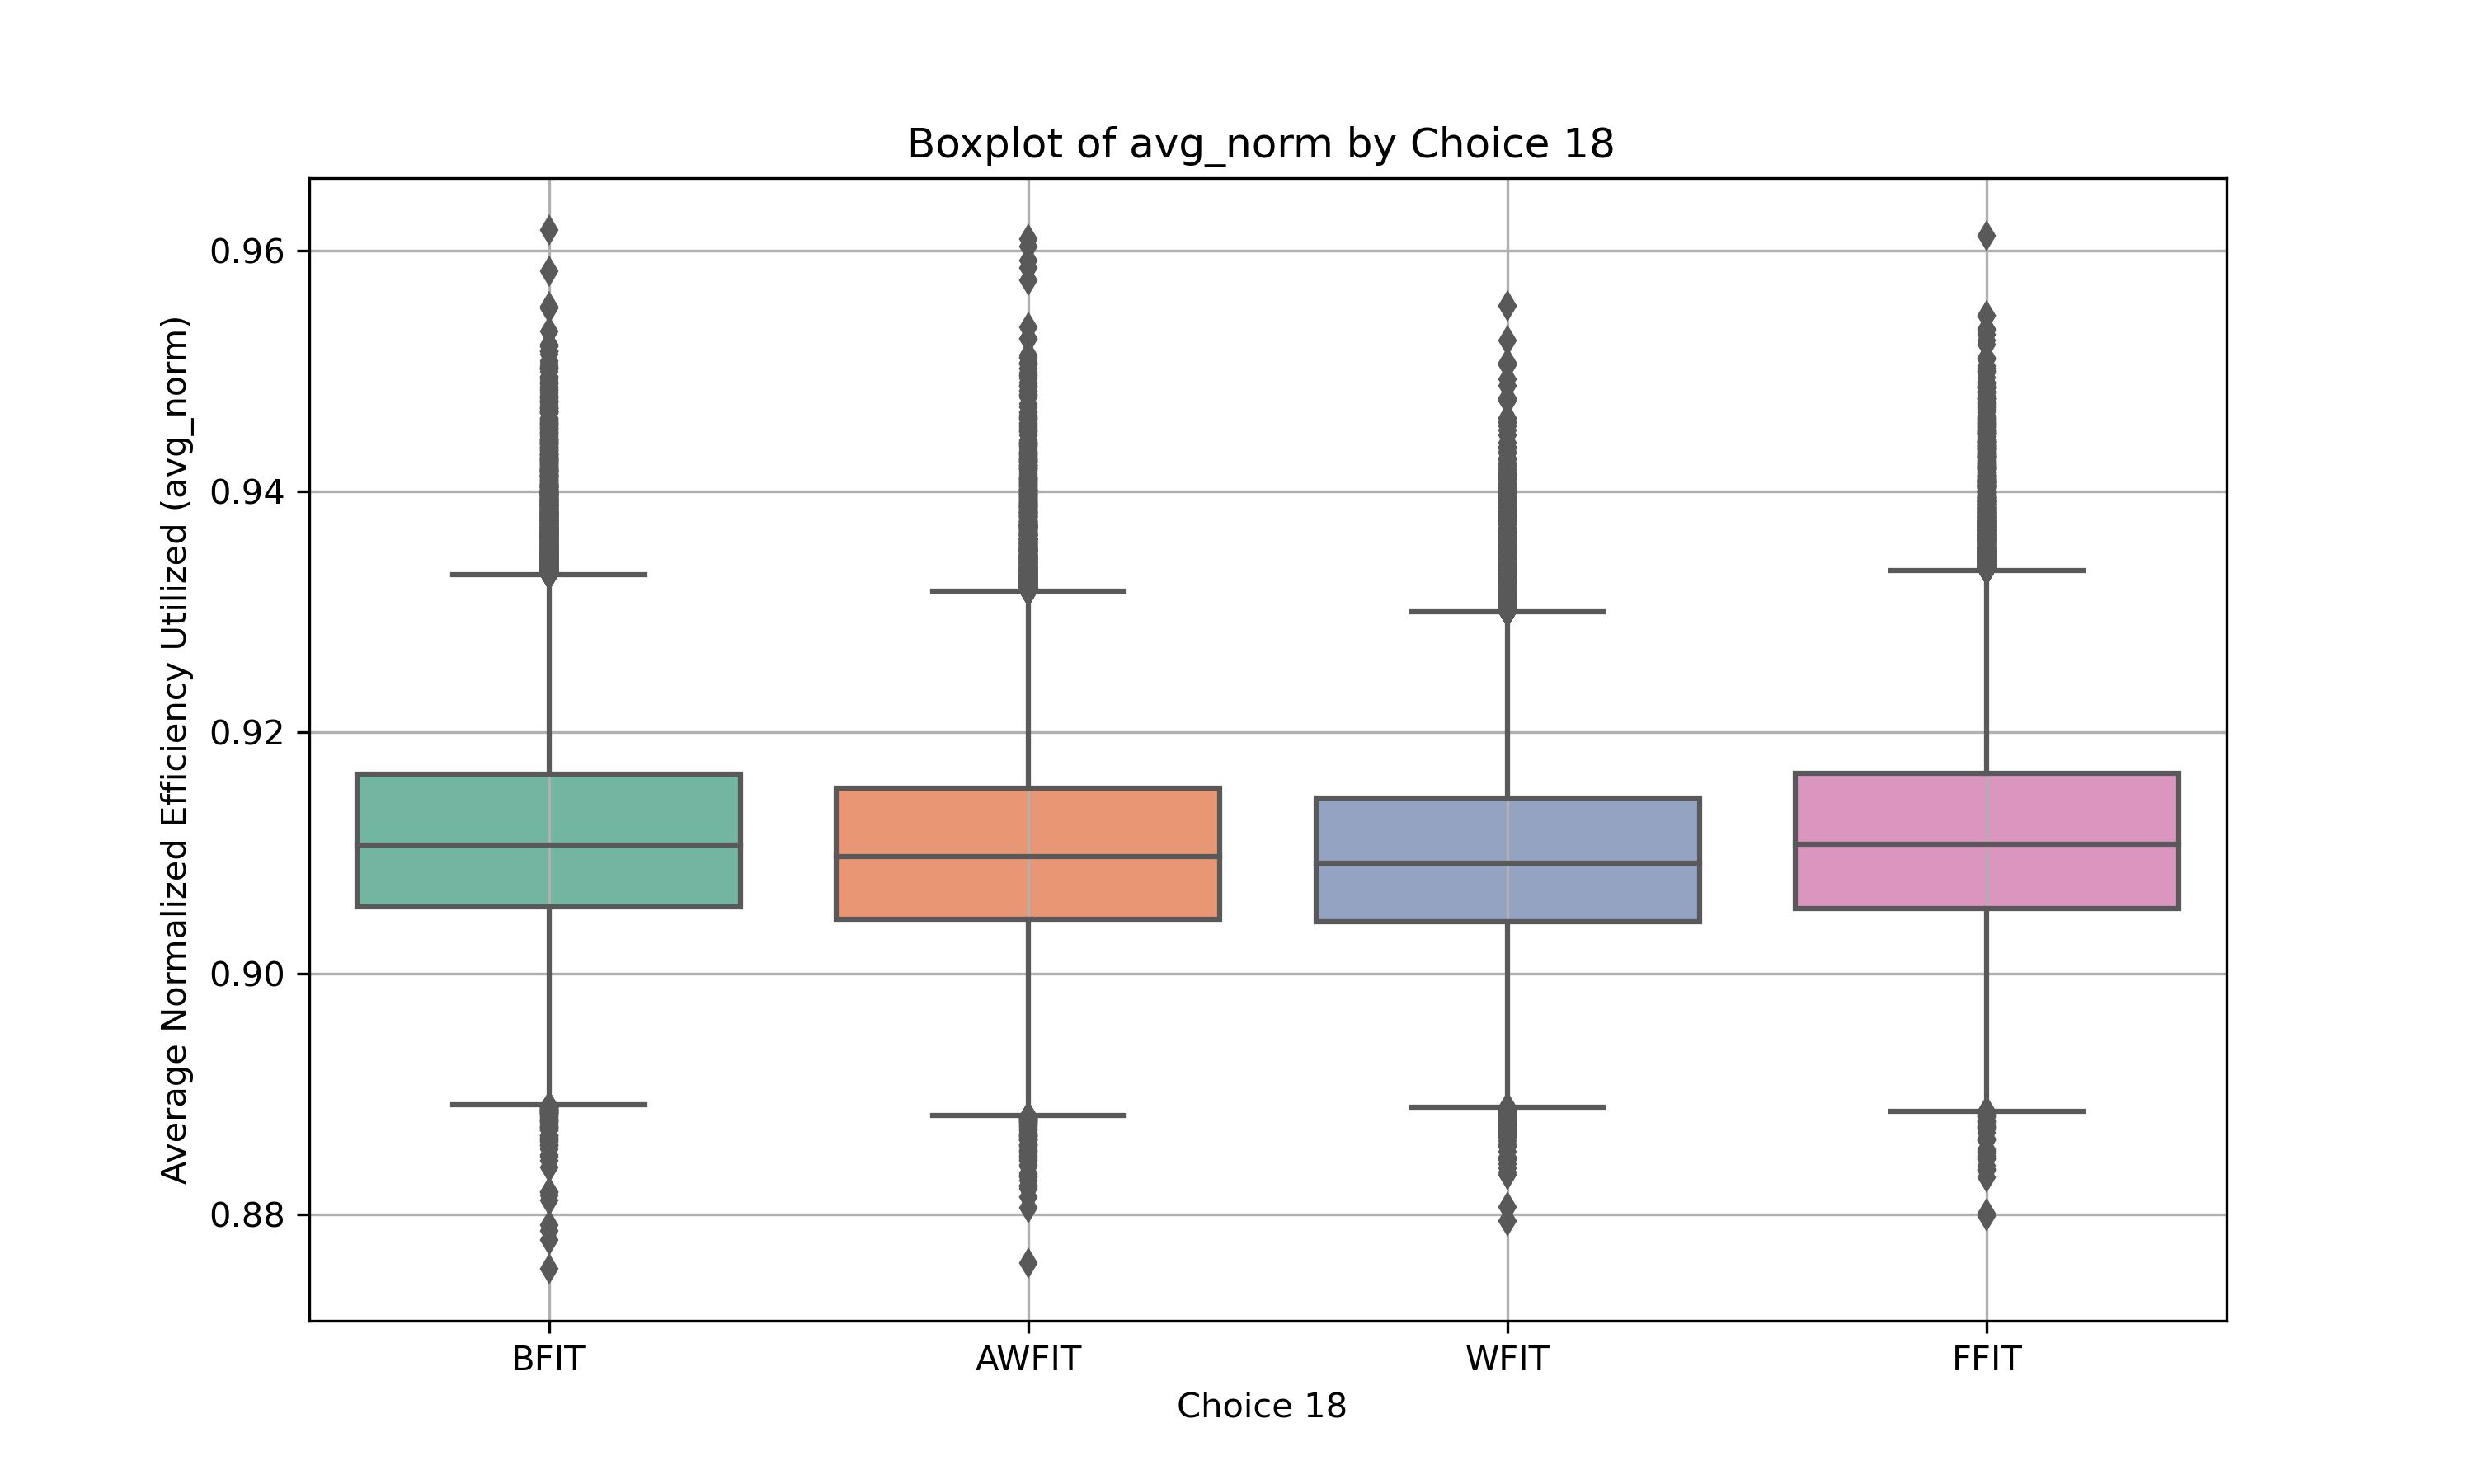 Boxplot of avg_norm by Choice 18
Average Normalized Efficiency Utilized (avg_norm)
0.96
0.94
0.92
0.90
0.88
BFIT AWFIT WFIT FFIT
Choice 18